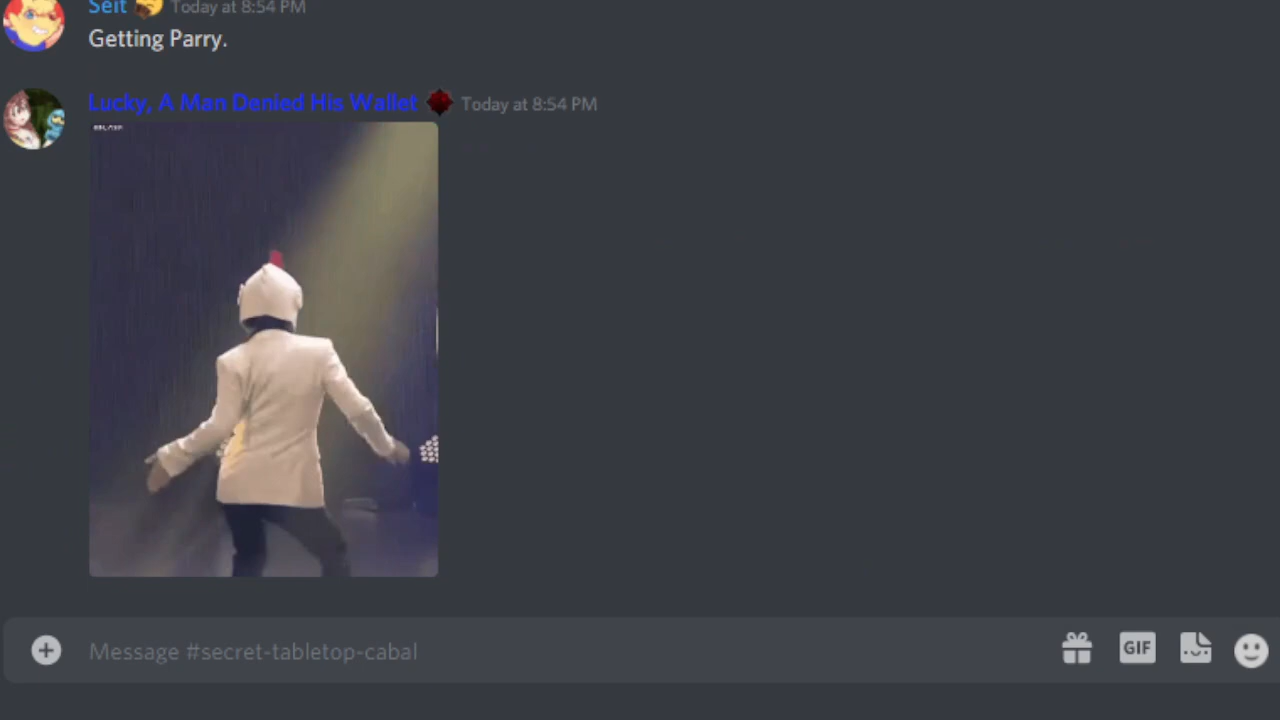 Seit Today at 8:54 PM
Getting Parry.
Lucky, A Man Denied His Wallet Today at 8:54 PM
Message #secret-tabletop-cabal
GIF